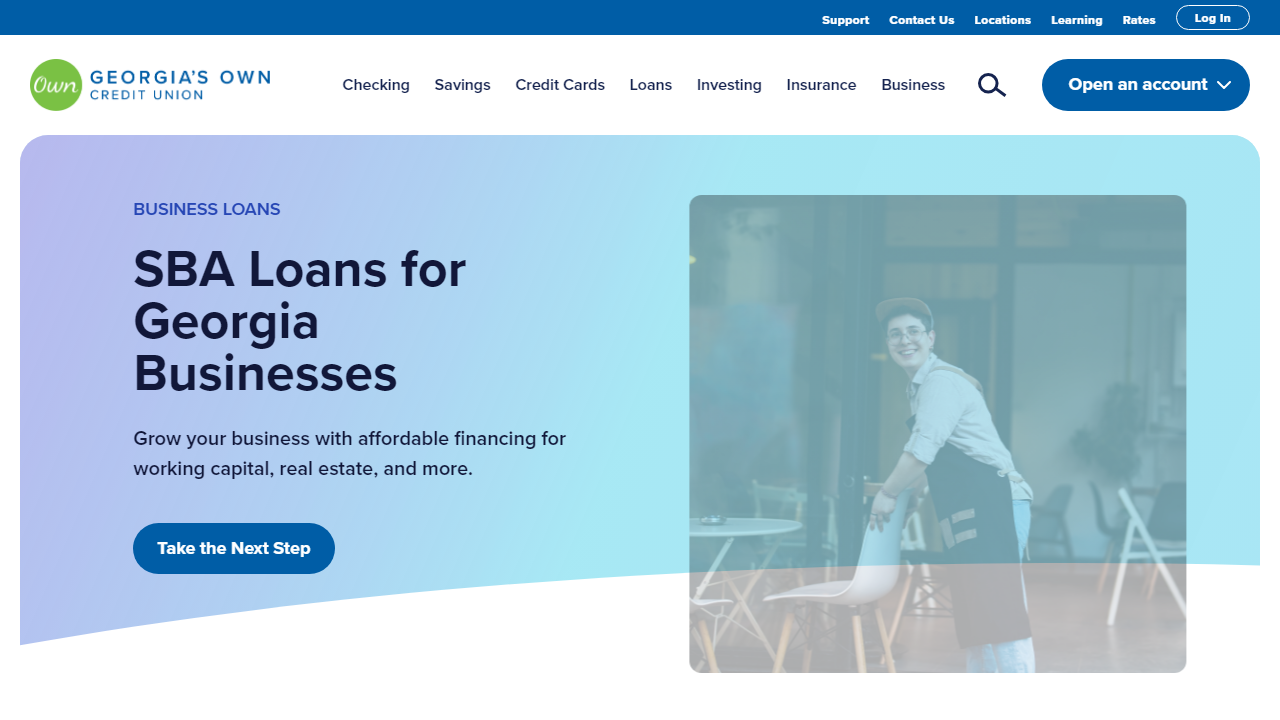 Support Contact Us Locations Learning Rates Log In
Own GEORGIA'S OWN
CREDIT UNION
Checking Savings Credit Cards Loans Investing Insurance Business
Open an account
BUSINESS LOANS
SBA Loans for
Georgia
Businesses
Grow your business with affordable financing for
working capital, real estate, and more.
Take the Next Step